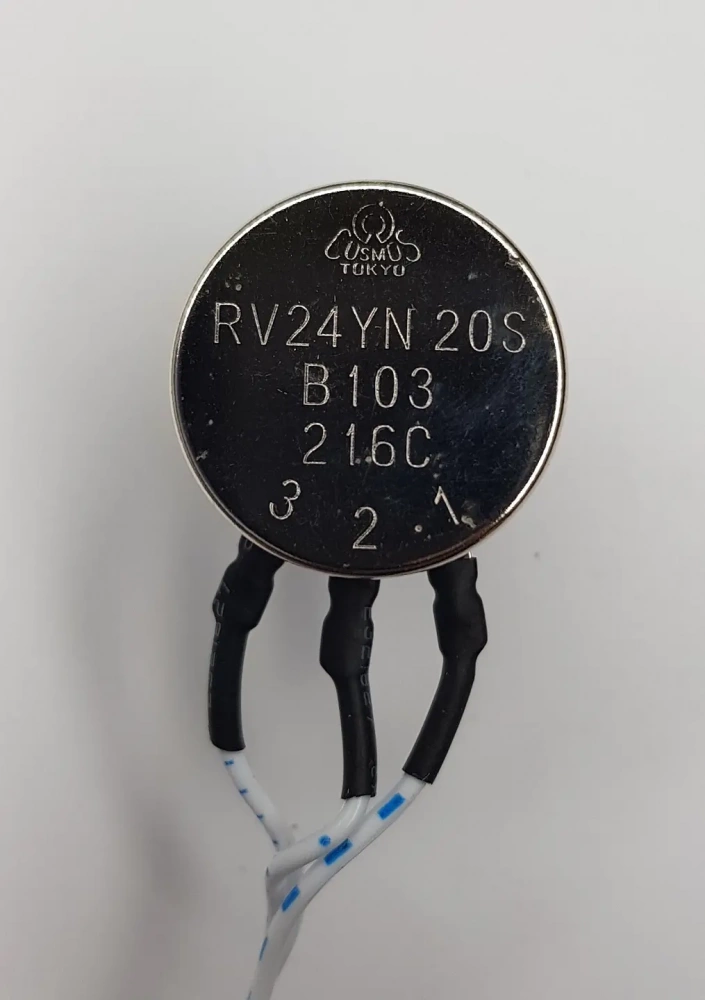 COSMOS
TOKYO
RV24YN 20S
B103
216C
3 2 1